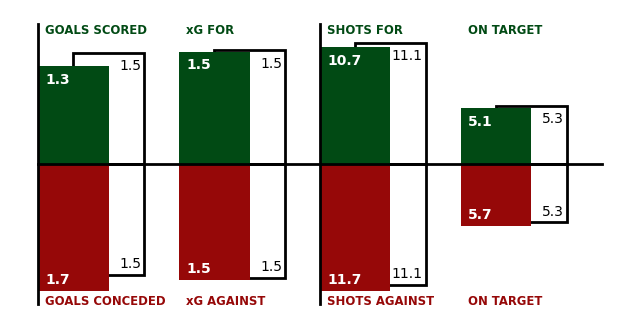 GOALS SCORED xG FOR SHOTS FOR ON TARGET
1.3 1.5 1.5 1.5 10.7 11.1 5.1 5.3
1.7 1.5 1.5 1.5 11.7 11.1 5.7 5.3
GOALS CONCEDED xG AGAINST SHOTS AGAINST ON TARGET